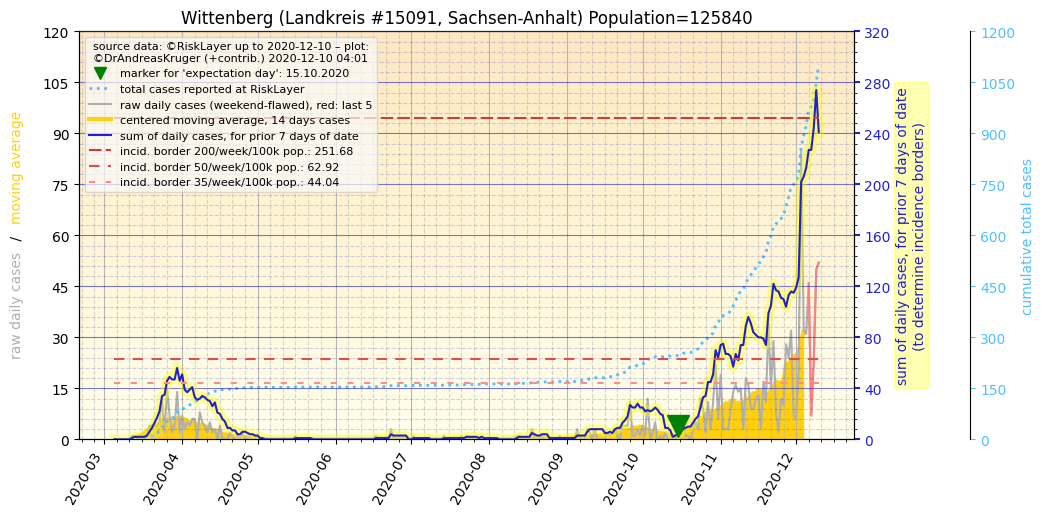 Wittenberg (Landkreis #15091, Sachsen-Anhalt) Population=125840
source data: ©RiskLayer up to 2020-12-10 – plot:
©DrAndreasKruger (+contrib.) 2020-12-10 04:01
marker for 'expectation day': 15.10.2020
total cases reported at RiskLayer
raw daily cases (weekend-flawed), red: last 5
centered moving average, 14 days cases
sum of daily cases, for prior 7 days of date
incid. border 200/week/100k pop.: 251.68
incid. border 50/week/100k pop.: 62.92
incid. border 35/week/100k pop.: 44.04
raw daily cases / moving average
120
105
90
75
60
45
30
15
0
2020-03
2020-04
2020-05
2020-06
2020-07
2020-08
2020-09
2020-10
2020-11
2020-12
320
280
240
200
160
120
80
40
0
sum of daily cases, for prior 7 days of date
(to determine incidence borders)
1200
1050
900
750
600
450
300
150
0
cumulative total cases